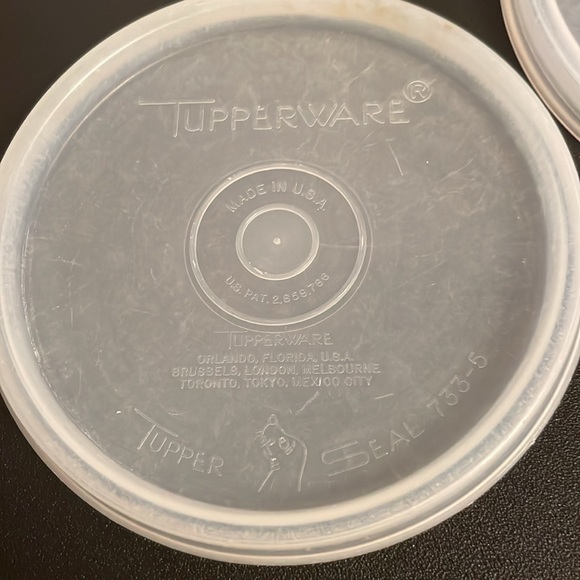 TUPPERWARE®
MADE IN U.S.A.
U.S. PAT. 2,859,786
TUPPERWARE
ORLANDO, FLORIDA, U.S.A.
BRUSSELS, LONDON, MELBOURNE
TORONTO, TOKYO, MEXICO CITY
TUPPER SEAL 733-5